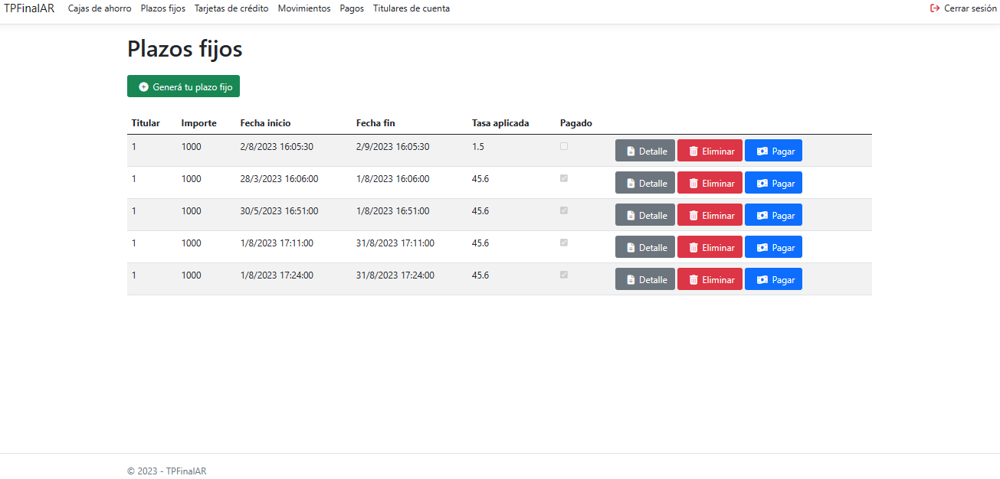 TPFinalAR Cajas de ahorro Plazos fijos Tarjetas de crédito Movimientos Pagos Titulares de cuenta Cerrar sesión
Plazos fijos
Generá tu plazo fijo
Titular Importe Fecha inicio Fecha fin Tasa aplicada Pagado
1 1000 2/8/2023 16:05:30 2/9/2023 16:05:30 1.5 Detalle Eliminar Pagar
1 1000 28/3/2023 16:06:00 1/8/2023 16:06:00 45.6 Detalle Eliminar Pagar
1 1000 30/5/2023 16:51:00 1/8/2023 16:51:00 45.6 Detalle Eliminar Pagar
1 1000 1/8/2023 17:11:00 31/8/2023 17:11:00 45.6 Detalle Eliminar Pagar
1 1000 1/8/2023 17:24:00 31/8/2023 17:24:00 45.6 Detalle Eliminar Pagar
© 2023 - TPFinalAR